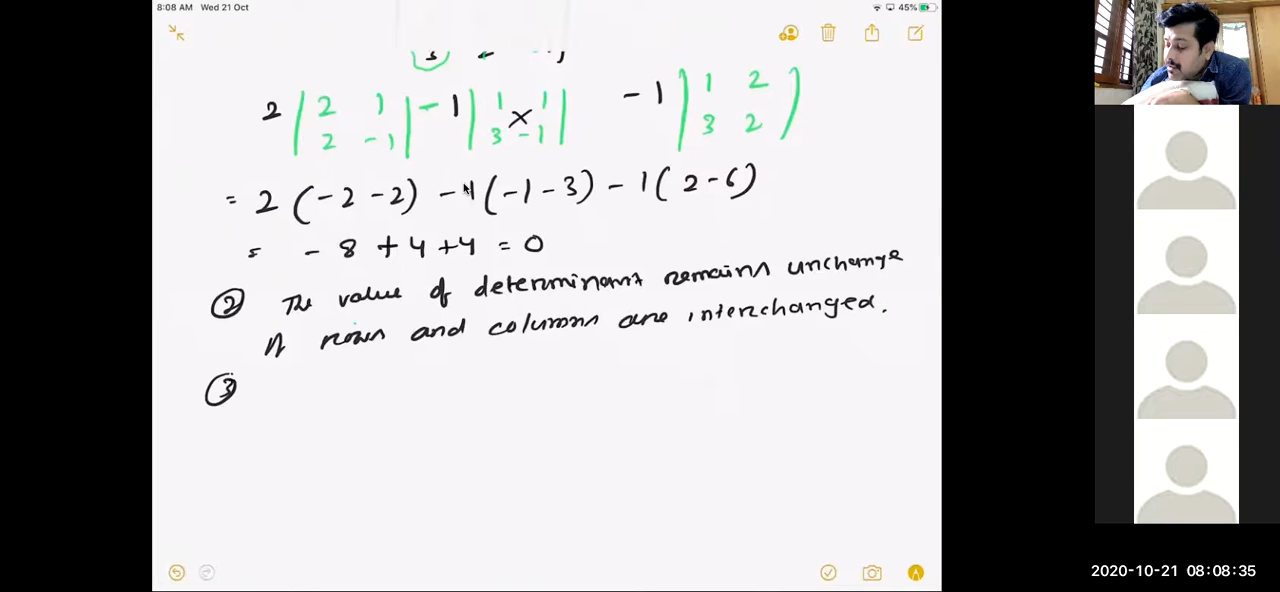 8:08 AM Wed 21 Oct
45%
2 | 2 1 | - 1 | 1 1 | - 1 | 1 2 |
| 2 -1 | | 3 -1 | | 3 2 |
= 2 (-2 -2) -1 (-1 -3) - 1 (2-6)
= - 8 + 4 + 4 = 0
② The value of determinant remains unchange
If rows and columns are interchanged.
③
2020-10-21 08:08:35